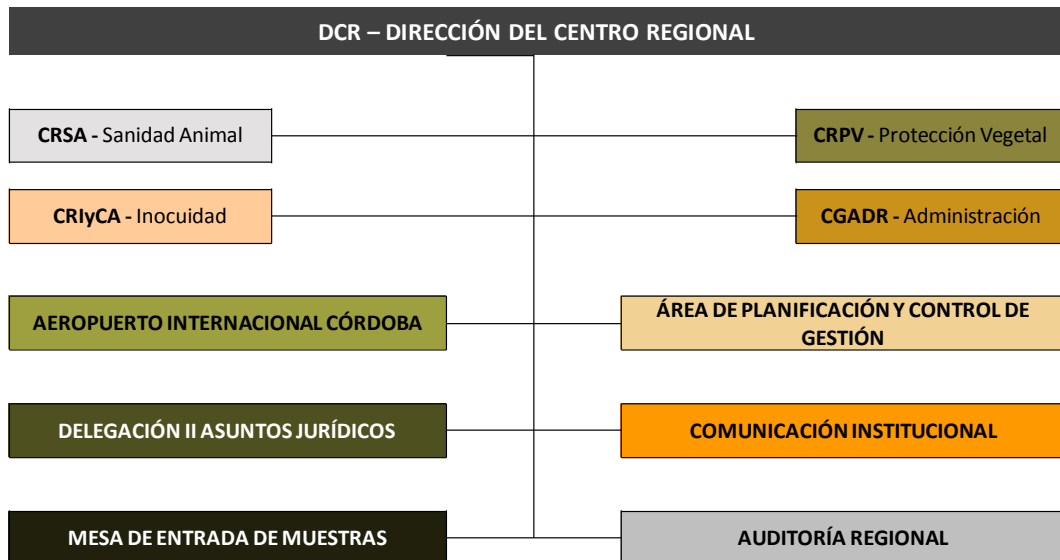 DCR – DIRECCIÓN DEL CENTRO REGIONAL
CRSA - Sanidad Animal
CRPV - Protección Vegetal
CRIyCA - Inocuidad
CGADR - Administración
AEROPUERTO INTERNACIONAL CÓRDOBA
ÁREA DE PLANIFICACIÓN Y CONTROL DE
GESTIÓN
DELEGACIÓN II ASUNTOS JURÍDICOS
COMUNICACIÓN INSTITUCIONAL
MESA DE ENTRADA DE MUESTRAS
AUDITORÍA REGIONAL